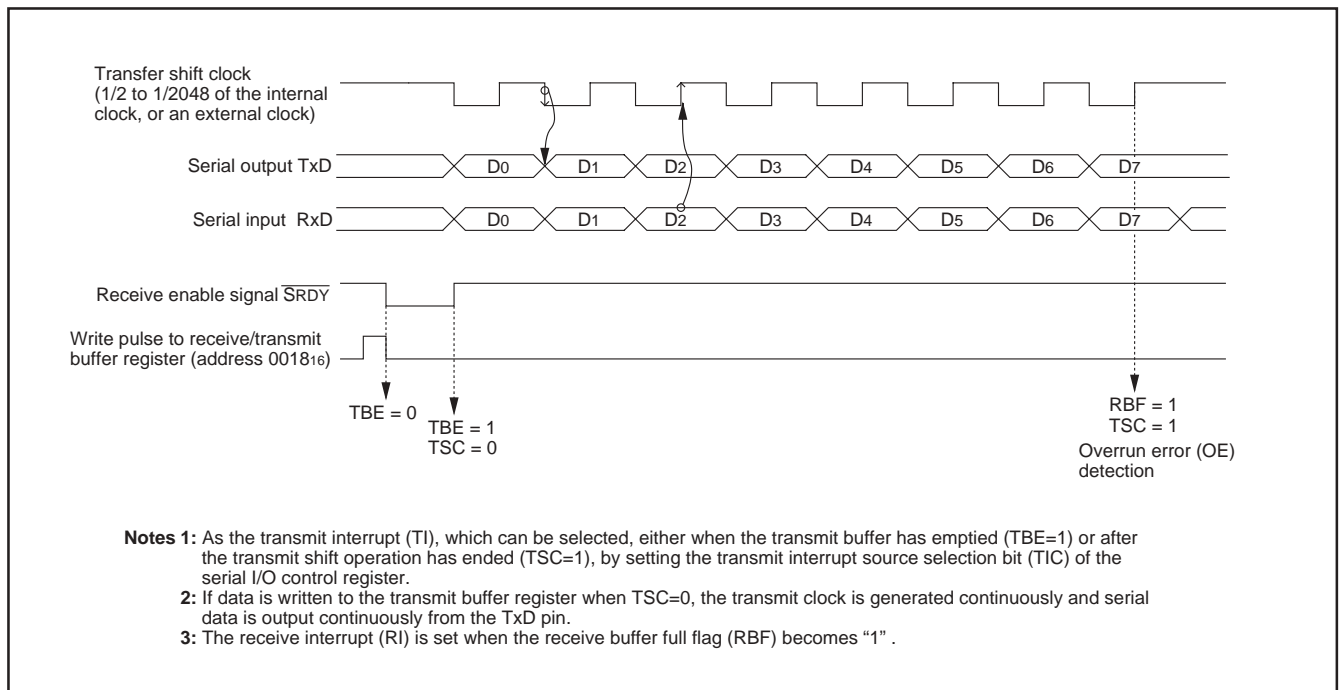 Transfer shift clock
(1/2 to 1/2048 of the internal
clock, or an external clock)
Serial output TxD
D0 D1 D2 D3 D4 D5 D6 D7
Serial input RxD
D0 D1 D2 D3 D4 D5 D6 D7
Receive enable signal S̅R̅D̅Y̅
Write pulse to receive/transmit
buffer register (address 001816)
TBE = 0
TBE = 1
TSC = 0
RBF = 1
TSC = 1
Overrun error (OE)
detection
Notes 1: As the transmit interrupt (TI), which can be selected, either when the transmit buffer has emptied (TBE=1) or after
the transmit shift operation has ended (TSC=1), by setting the transmit interrupt source selection bit (TIC) of the
serial I/O control register.
2: If data is written to the transmit buffer register when TSC=0, the transmit clock is generated continuously and serial
data is output continuously from the TxD pin.
3: The receive interrupt (RI) is set when the receive buffer full flag (RBF) becomes “1” .